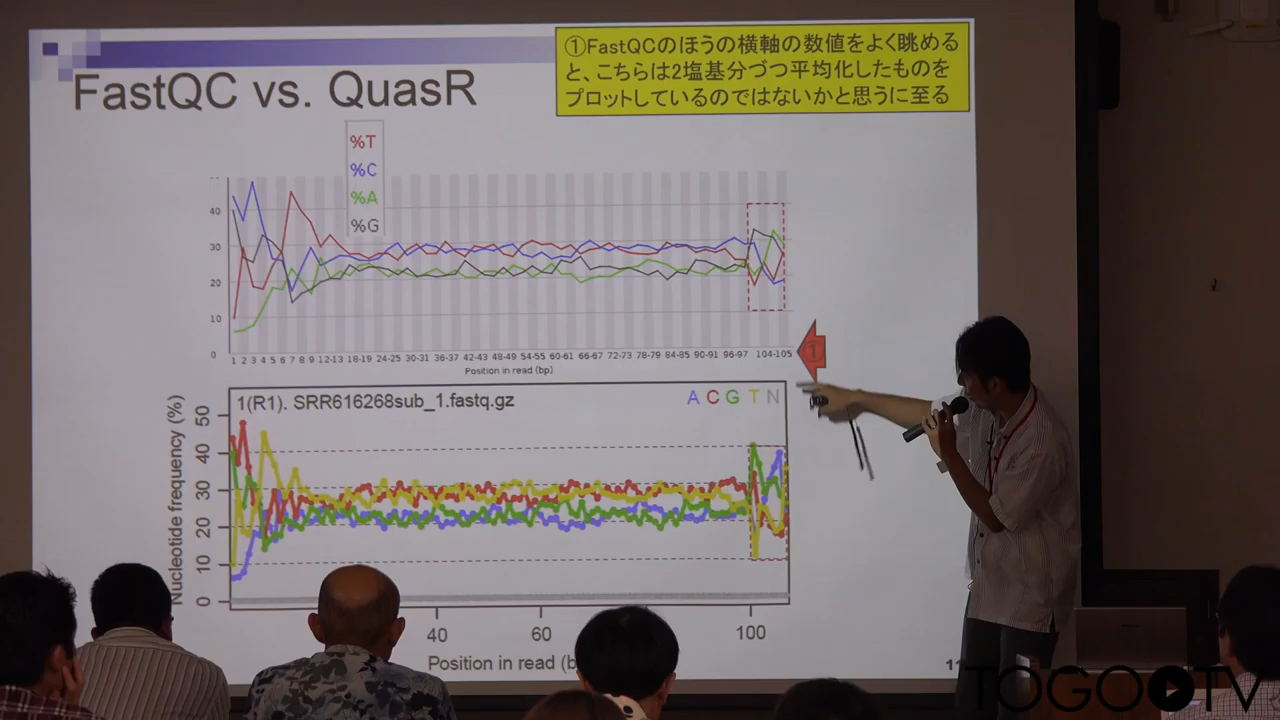 FastQC vs. QuasR
①FastQCのほうの横軸の数値をよく眺める
と、こちらは2塩基分づつ平均化したものを
プロットしているのではないかと思うに至る
%T
%C
%A
%G
40
30
20
10
0
1 2 3 4 5 6 7 8 9 12-13 18-19 24-25 30-31 36-37 42-43 48-49 54-55 60-61 66-67 72-73 78-79 84-85 90-91 96-97 104-105
Position in read (bp)
①
1(R1). SRR616268sub_1.fastq.gz
A C G T N
Nucleotide frequency (%)
50
40
30
20
10
0
40 60 100
Position in read (b
TOGO TV